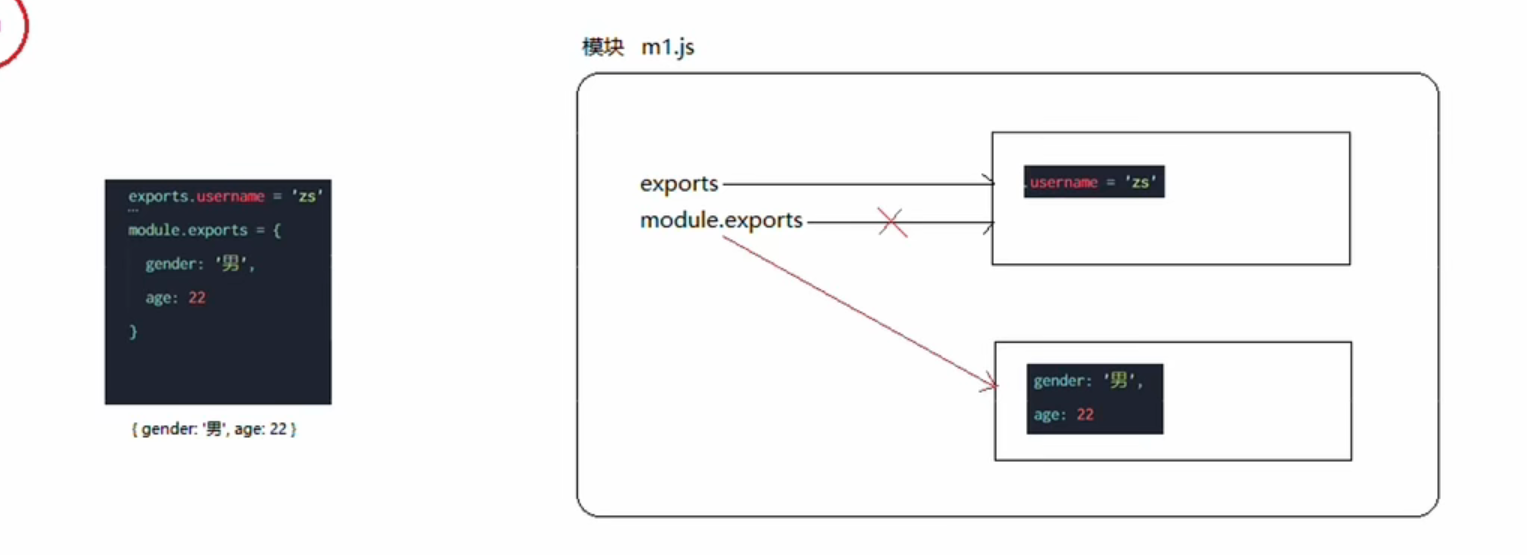 模块 m1.js
exports.username = 'zs'
...
module.exports = {
gender: '男',
age: 22
}
{ gender: '男', age: 22 }
exports
module.exports
.username = 'zs'
gender: '男',
age: 22